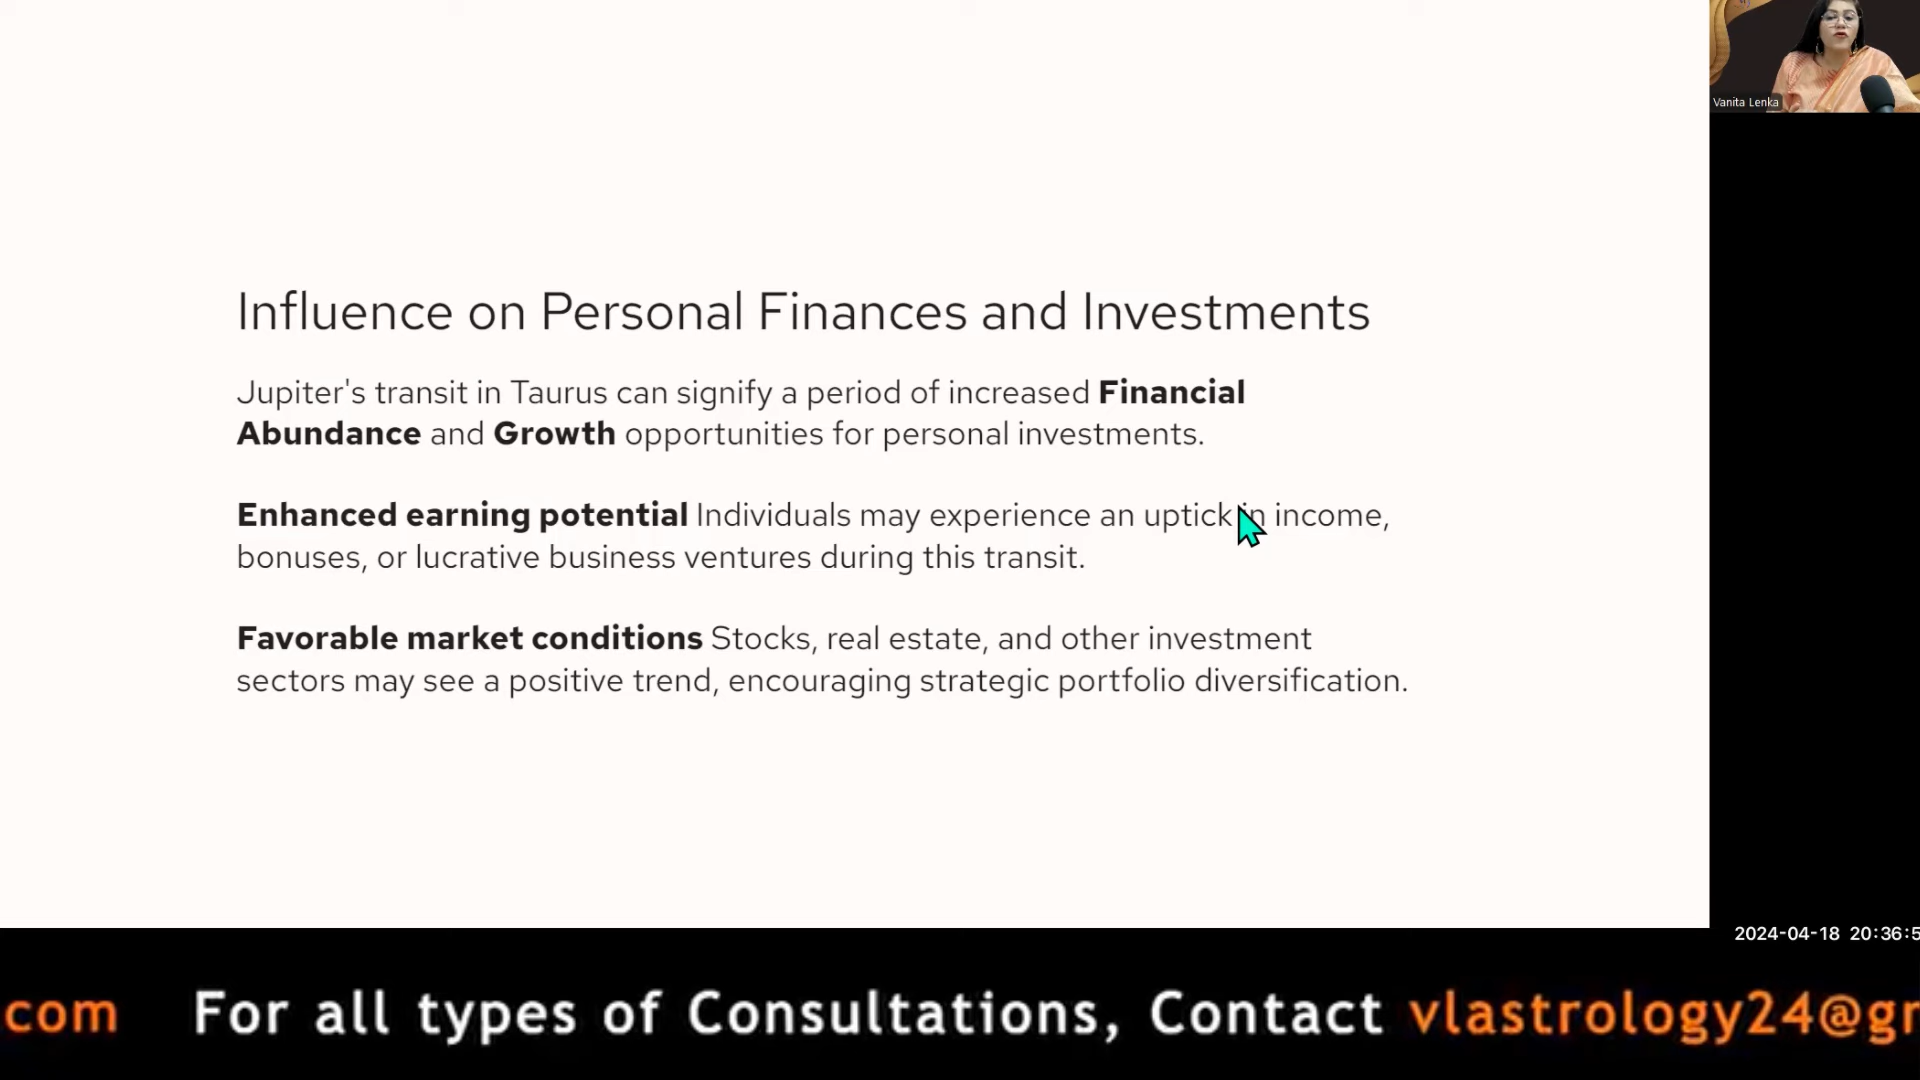 Vanita Lenka
Influence on Personal Finances and Investments
Jupiter's transit in Taurus can signify a period of increased Financial
Abundance and Growth opportunities for personal investments.
Enhanced earning potential Individuals may experience an uptick in income,
bonuses, or lucrative business ventures during this transit.
Favorable market conditions Stocks, real estate, and other investment
sectors may see a positive trend, encouraging strategic portfolio diversification.
2024-04-18 20:36:5
com For all types of Consultations, Contact vlastrology24@gr